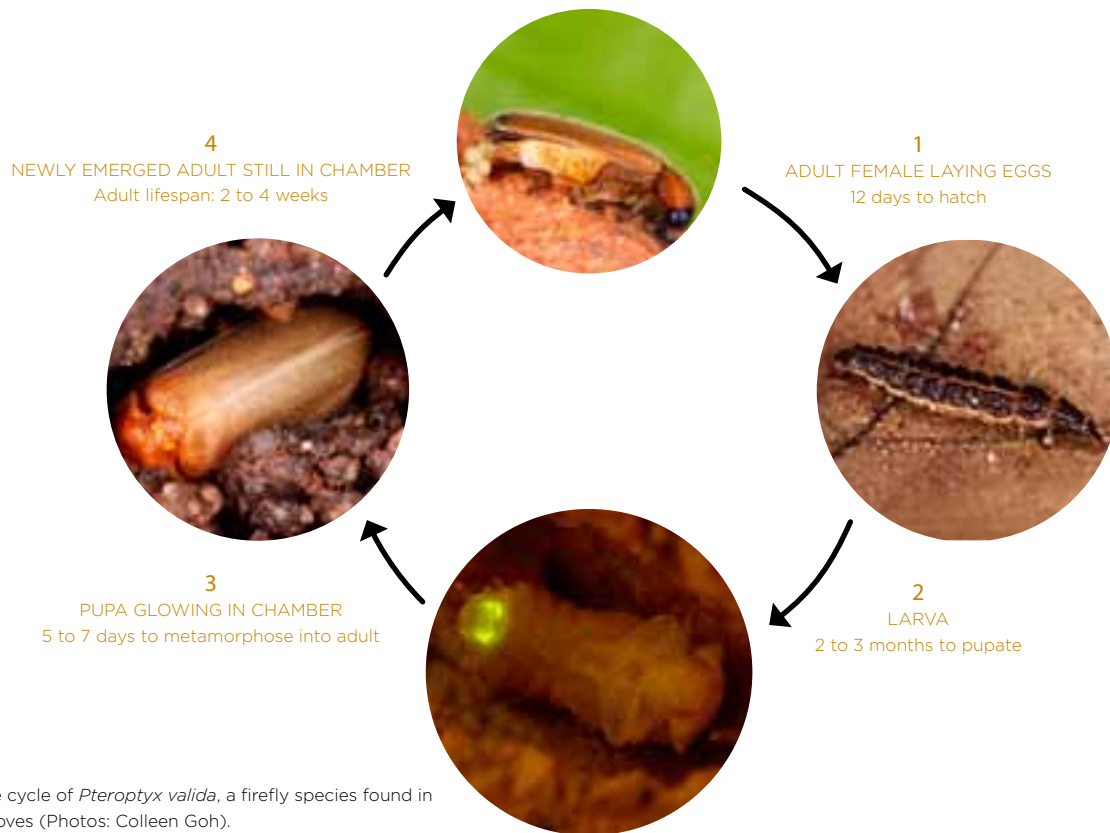 4
NEWLY EMERGED ADULT STILL IN CHAMBER
Adult lifespan: 2 to 4 weeks
1
ADULT FEMALE LAYING EGGS
12 days to hatch
3
PUPA GLOWING IN CHAMBER
5 to 7 days to metamorphose into adult
2
LARVA
2 to 3 months to pupate
cycle of Pteroptyx valida, a firefly species found in
(Photos: Colleen Goh).